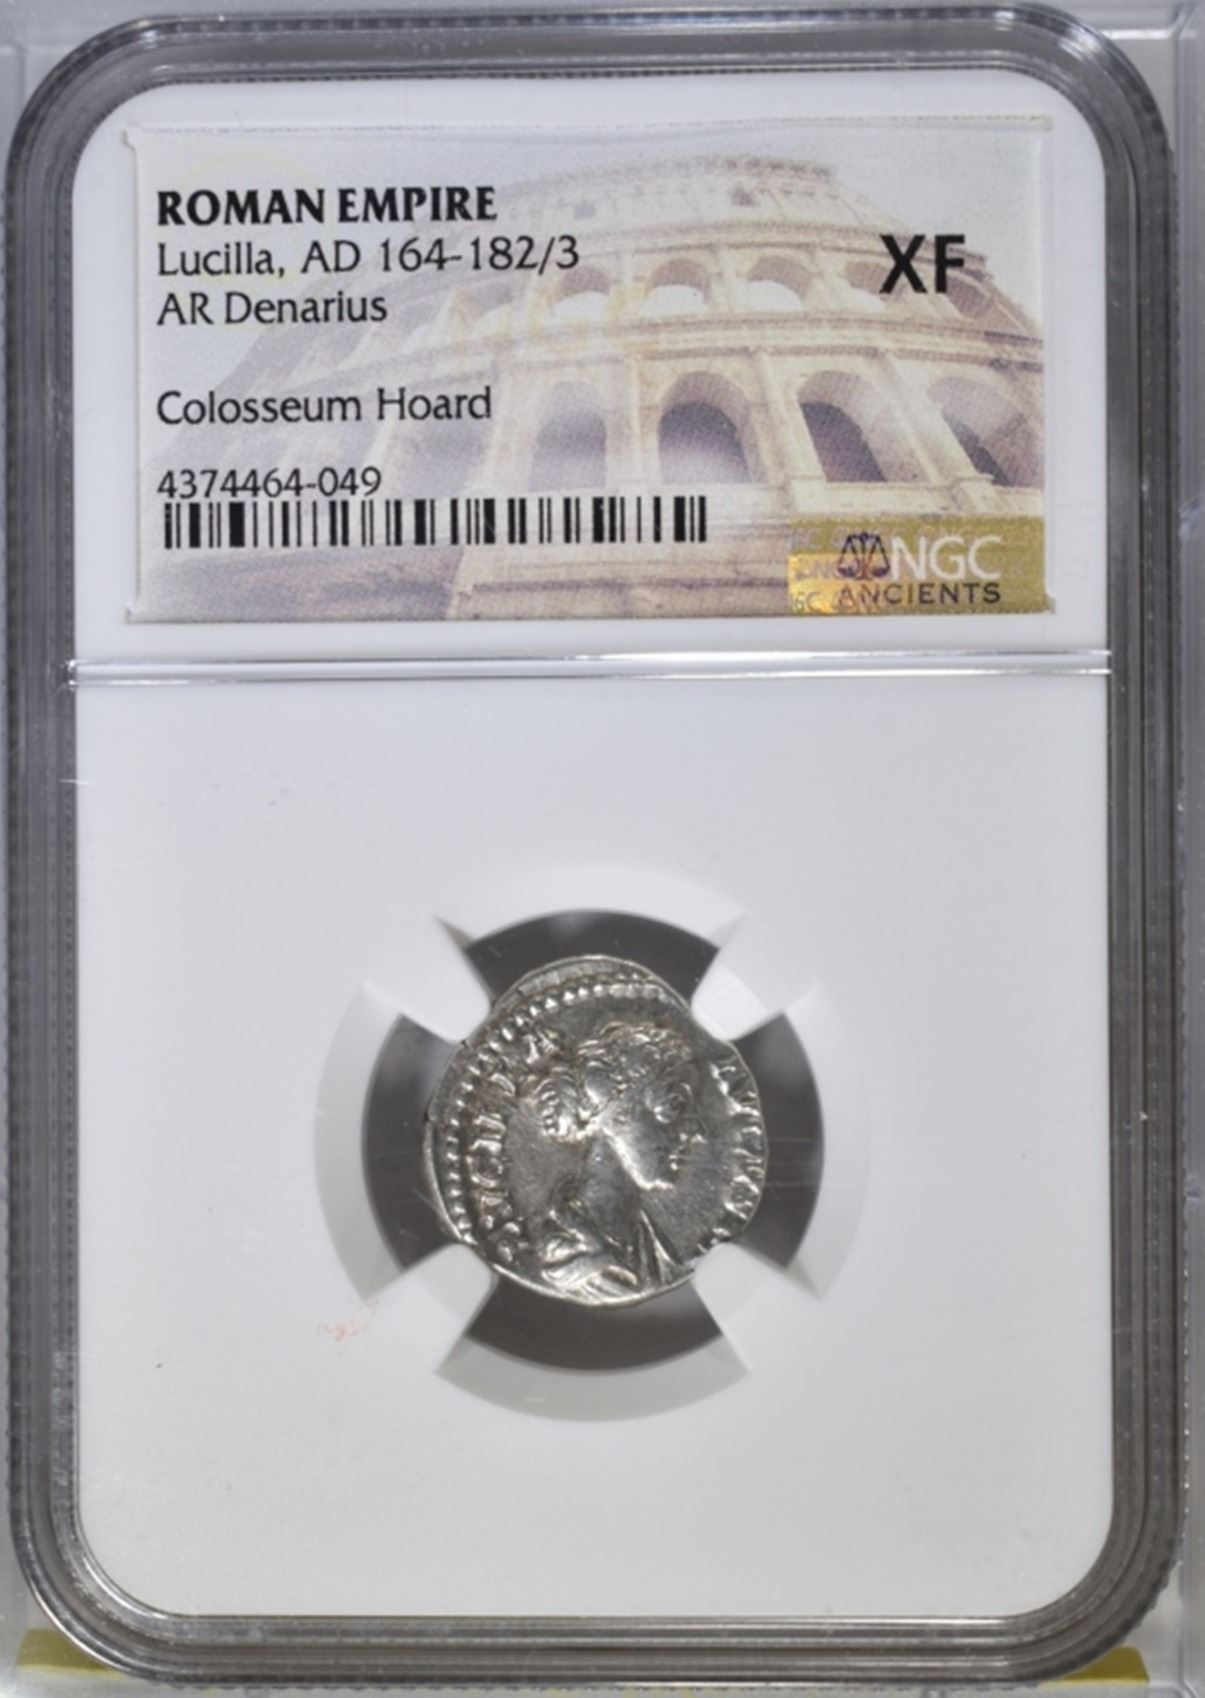 ROMAN EMPIRE
Lucilla, AD 164-182/3
AR Denarius
XF
Colosseum Hoard
4374464-049
NGC
ANCIENTS